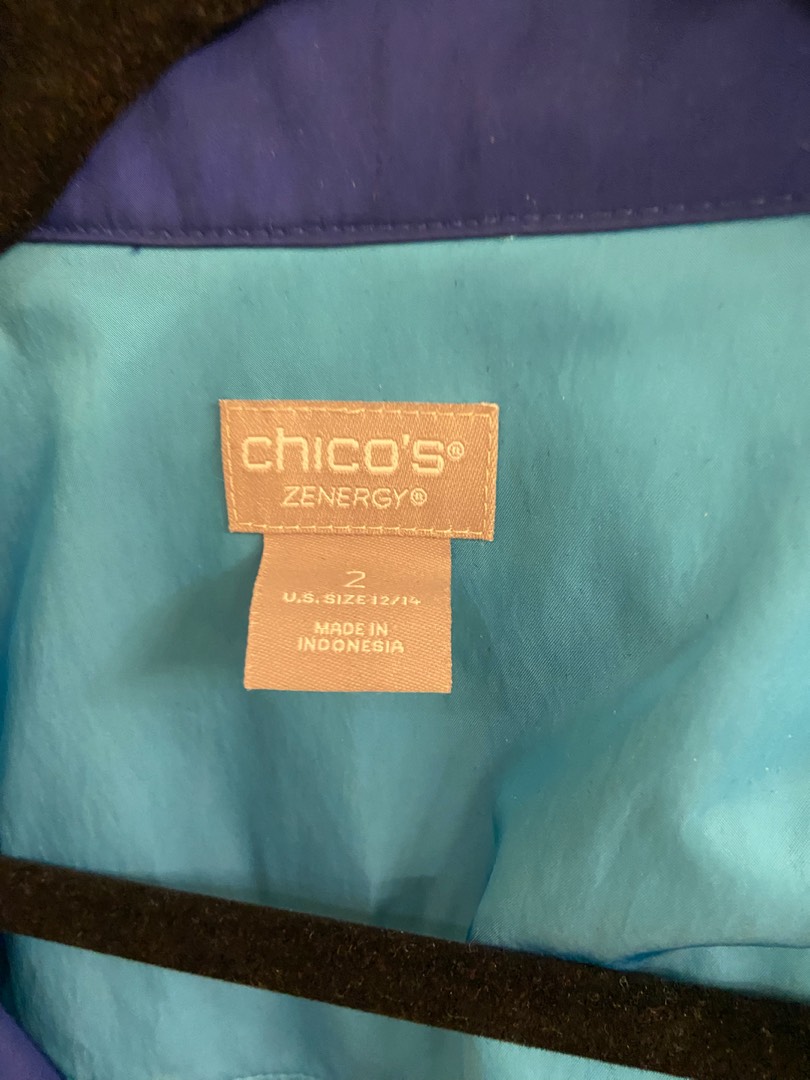 chico's®
ZENERGY®
2
U.S. SIZE 12/14
MADE IN
INDONESIA